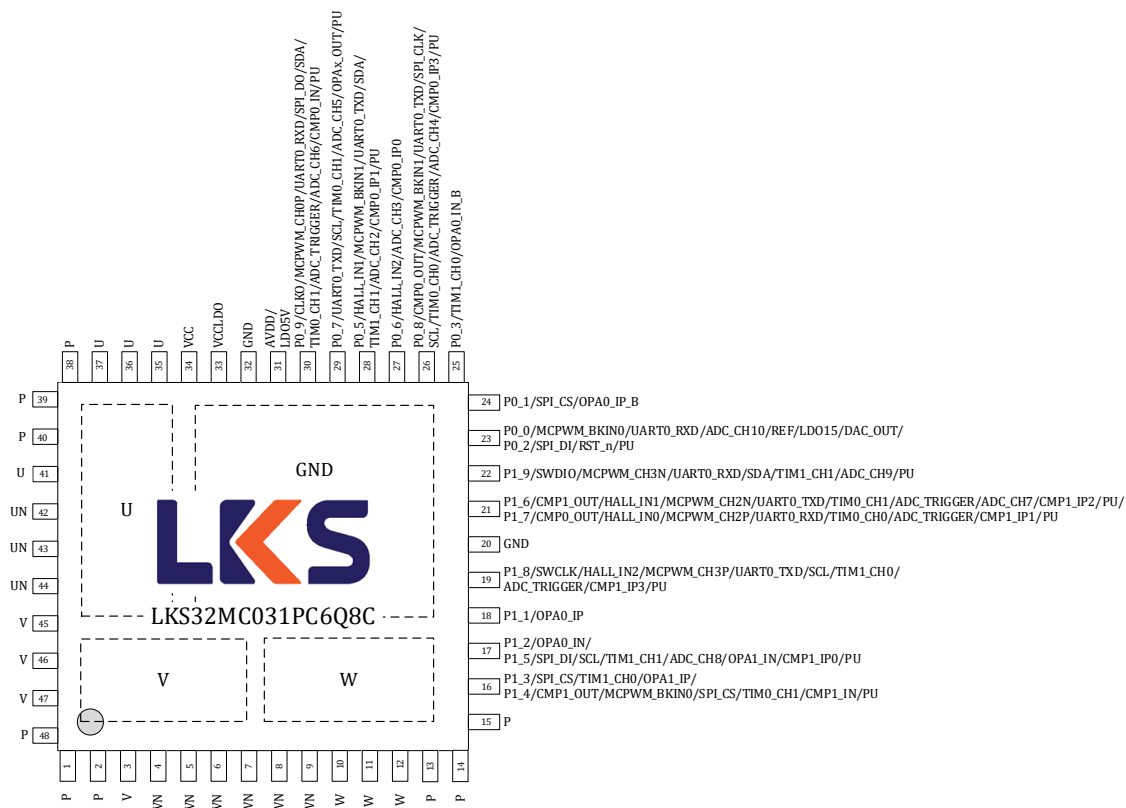 P
U
U
U
VCC
VCCLDO
GND
AVDD/
LDO5V
P0_9/CLKO/MCPWM_CH0P/UART0_RXD/SPI_DO/SDA/
TIM0_CH1/ADC_TRIGGER/ADC_CH6/CMP0_IN/PU
P0_7/UART0_TXD/SCL/TIM0_CH1/ADC_CH5/OPAx_OUT/PU
P0_5/HALL_IN1/MCPWM_BKIN1/UART0_TXD/SDA/
TIM1_CH1/ADC_CH2/CMP0_IP1/PU
P0_6/HALL_IN2/ADC_CH3/CMP0_IP0
P0_8/CMP0_OUT/MCPWM_BKIN1/UART0_TXD/SPI_CLK/
SCL/TIM0_CH0/ADC_TRIGGER/ADC_CH4/CMP0_IP3/PU
P0_3/TIM1_CH0/OPA0_IN_B
38 37 36 35 34 33 32 31 30 29 28 27 26 25
P 39
P 40
U 41
UN 42
UN 43
UN 44
V 45
V 46
V 47
P 48
U
GND
LKS
LKS32MC031PC6Q8C
V
W
24 P0_1/SPI_CS/OPA0_IP_B
23 P0_0/MCPWM_BKIN0/UART0_RXD/ADC_CH10/REF/LDO15/DAC_OUT/
P0_2/SPI_DI/RST_n/PU
22 P1_9/SWDIO/MCPWM_CH3N/UART0_RXD/SDA/TIM1_CH1/ADC_CH9/PU
21 P1_6/CMP1_OUT/HALL_IN1/MCPWM_CH2N/UART0_TXD/TIM0_CH1/ADC_TRIGGER/ADC_CH7/CMP1_IP2/PU/
P1_7/CMP0_OUT/HALL_IN0/MCPWM_CH2P/UART0_RXD/TIM0_CH0/ADC_TRIGGER/CMP1_IP1/PU
20 GND
19 P1_8/SWCLK/HALL_IN2/MCPWM_CH3P/UART0_TXD/SCL/TIM1_CH0/
ADC_TRIGGER/CMP1_IP3/PU
18 P1_1/OPA0_IP
17 P1_2/OPA0_IN/
P1_5/SPI_DI/SCL/TIM1_CH1/ADC_CH8/OPA1_IN/CMP1_IP0/PU
16 P1_3/SPI_CS/TIM1_CH0/OPA1_IP/
P1_4/CMP1_OUT/MCPWM_BKIN0/SPI_CS/TIM0_CH1/CMP1_IN/PU
15 P
1 2 3 4 5 6 7 8 9 10 11 12 13 14
P P V VN VN VN WN WN WN W W W P P